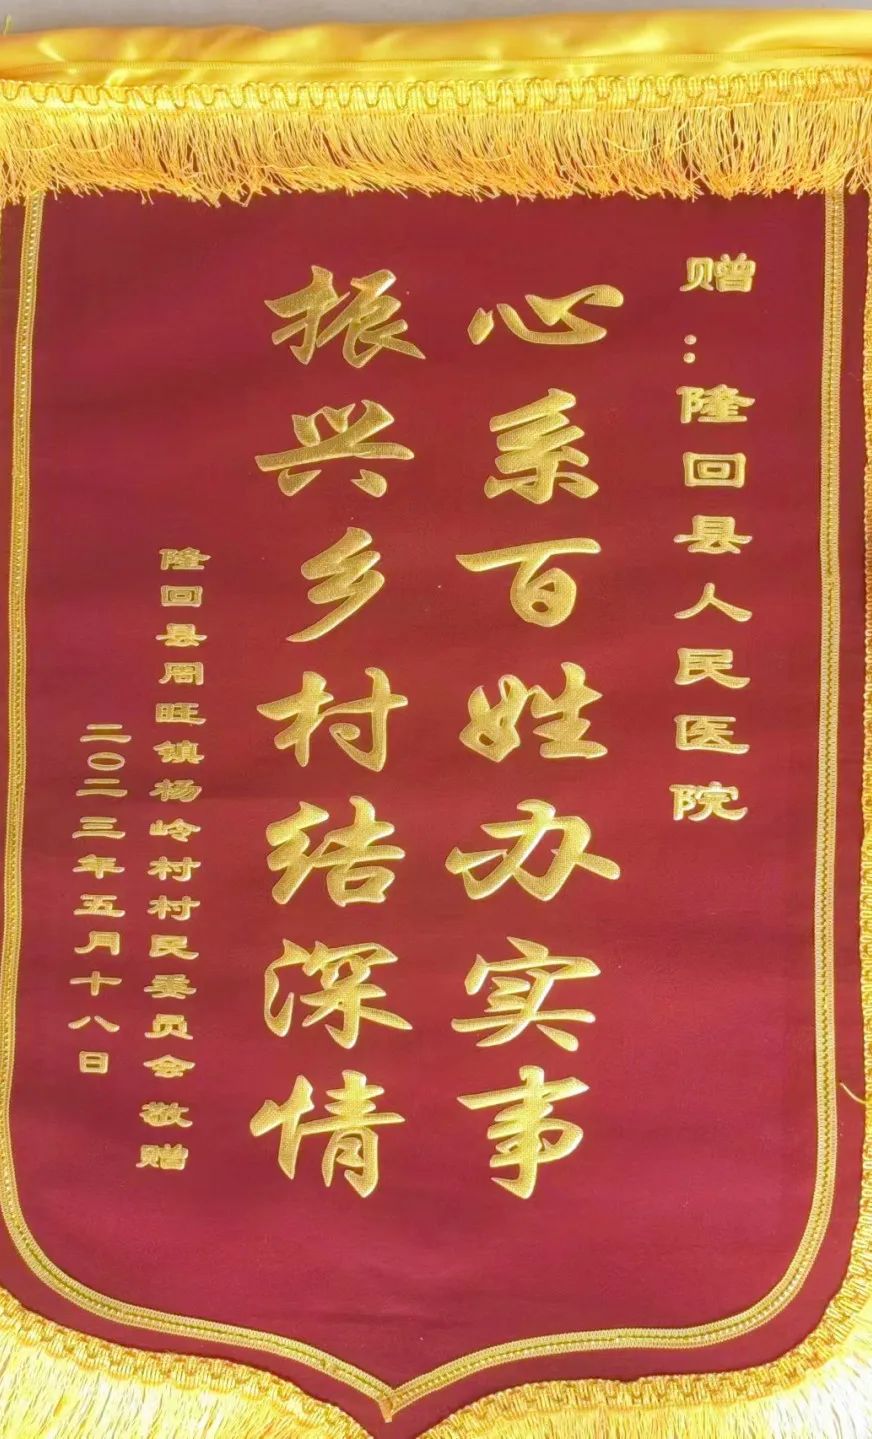 赠：隆回县人民医院
心系百姓办实事
振兴乡村结深情
隆回县周旺镇杨岭村村民委员会 敬赠
二〇二三年五月十八日